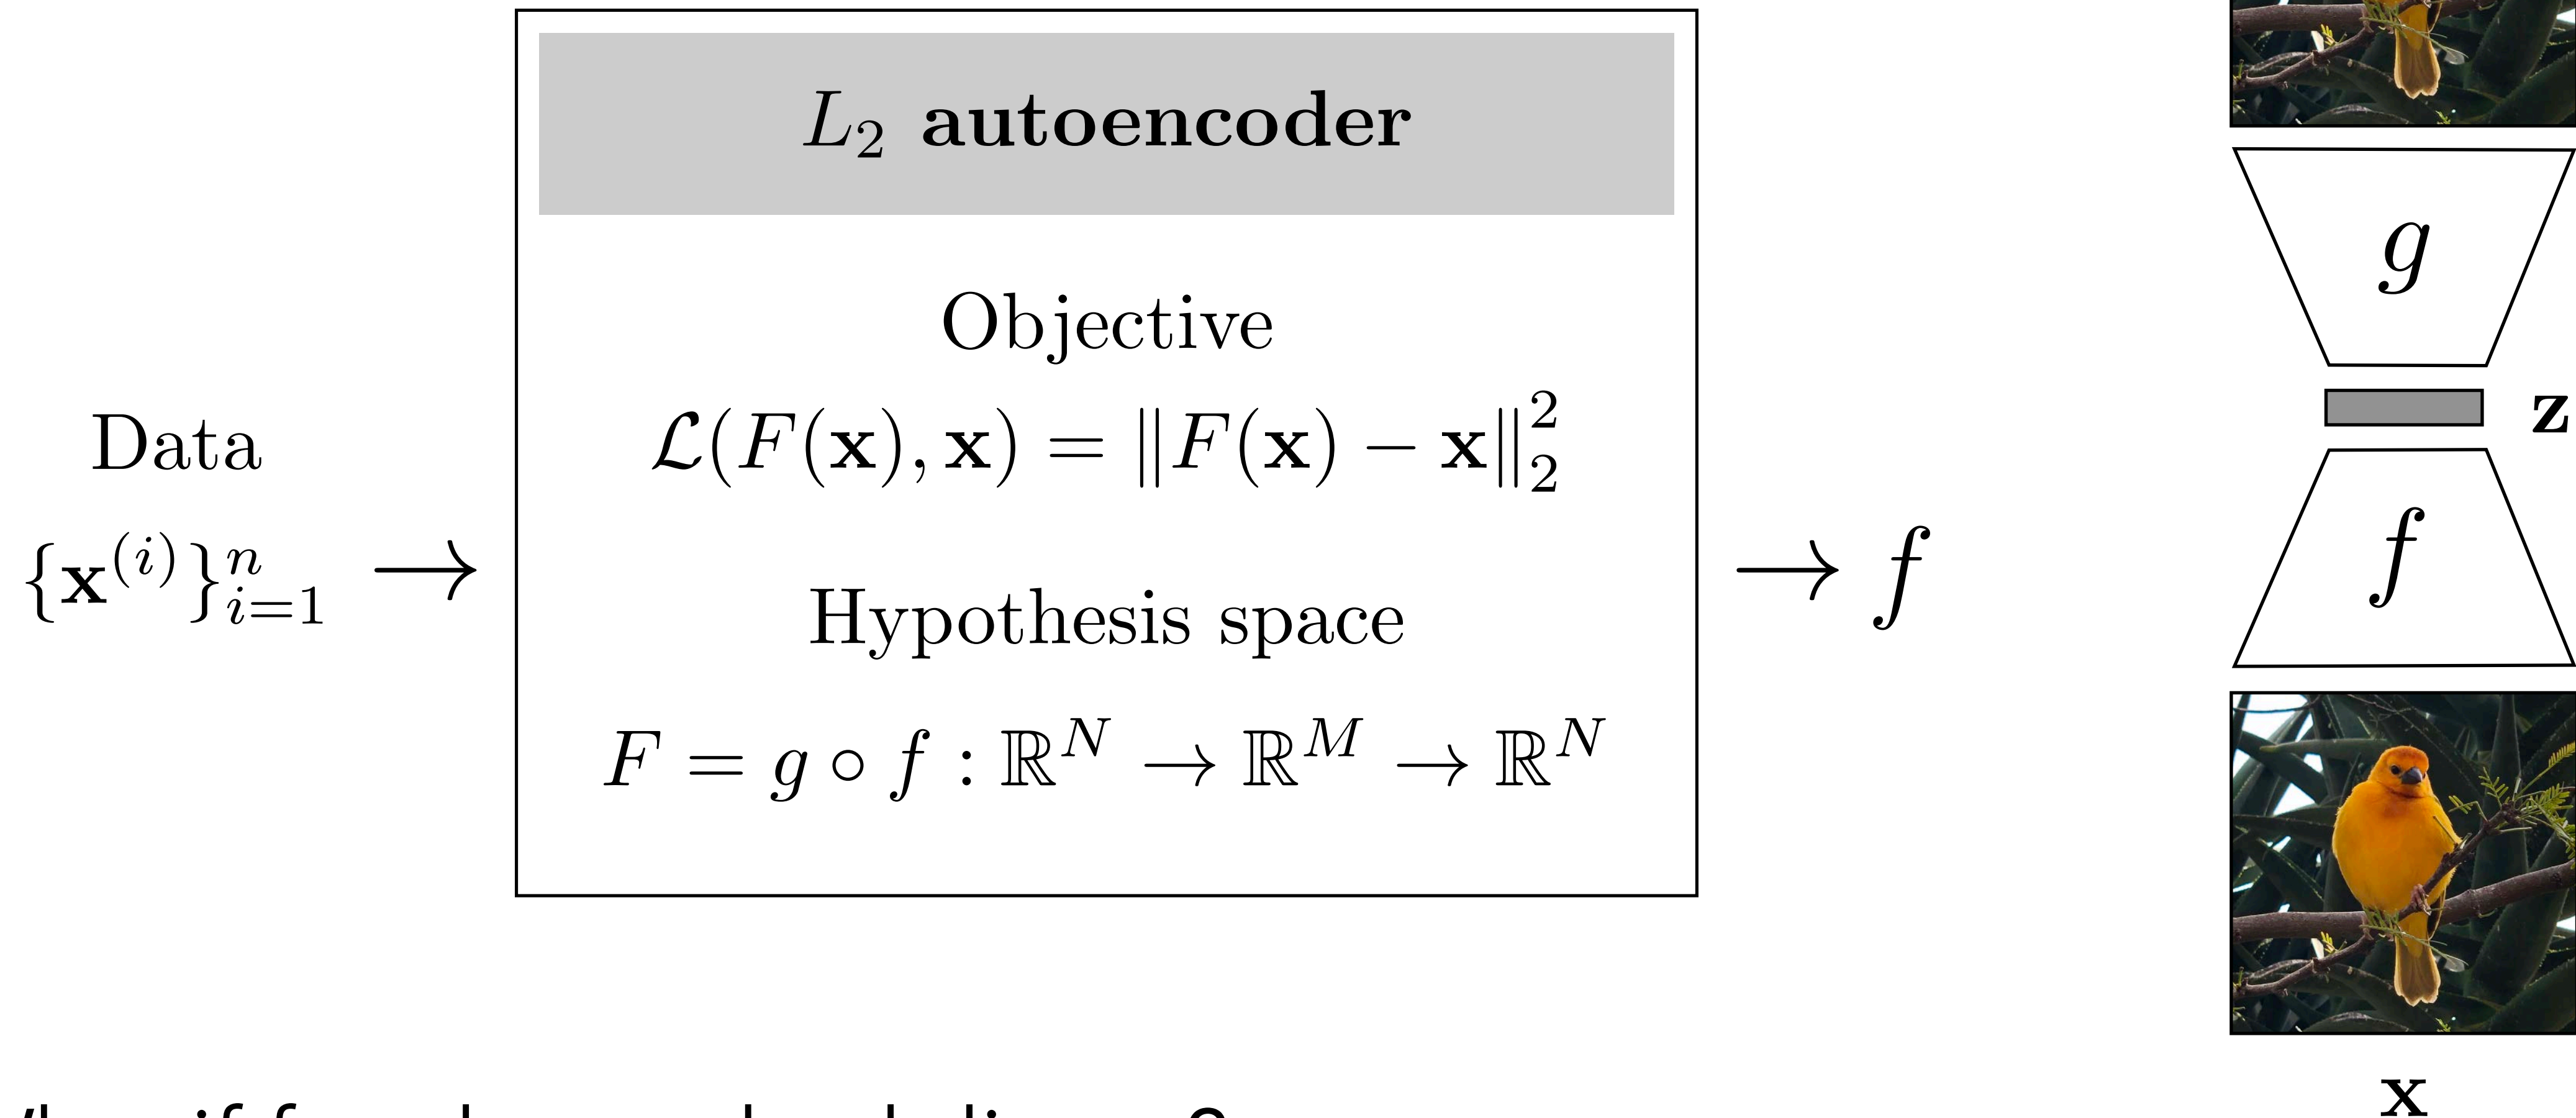 L₂ autoencoder
Objective
ℒ(F(x), x) = ‖F(x) − x‖₂²
Data
{x⁽ⁱ⁾}ⁿᵢ₌₁ →
Hypothesis space
F = g ∘ f : ℝᴺ → ℝᴹ → ℝᴺ
→ f
g
z
f
x